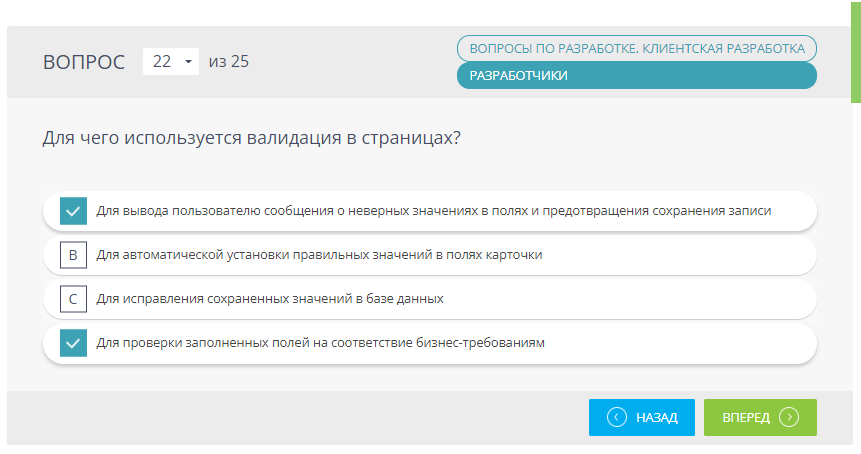 ВОПРОС 22 из 25
ВОПРОСЫ ПО РАЗРАБОТКЕ. КЛИЕНТСКАЯ РАЗРАБОТКА
РАЗРАБОТЧИКИ
Для чего используется валидация в страницах?
Для вывода пользователю сообщения о неверных значениях в полях и предотвращения сохранения записи
B Для автоматической установки правильных значений в полях карточки
C Для исправления сохраненных значений в базе данных
Для проверки заполненных полей на соответствие бизнес-требованиям
НАЗАД
ВПЕРЕД